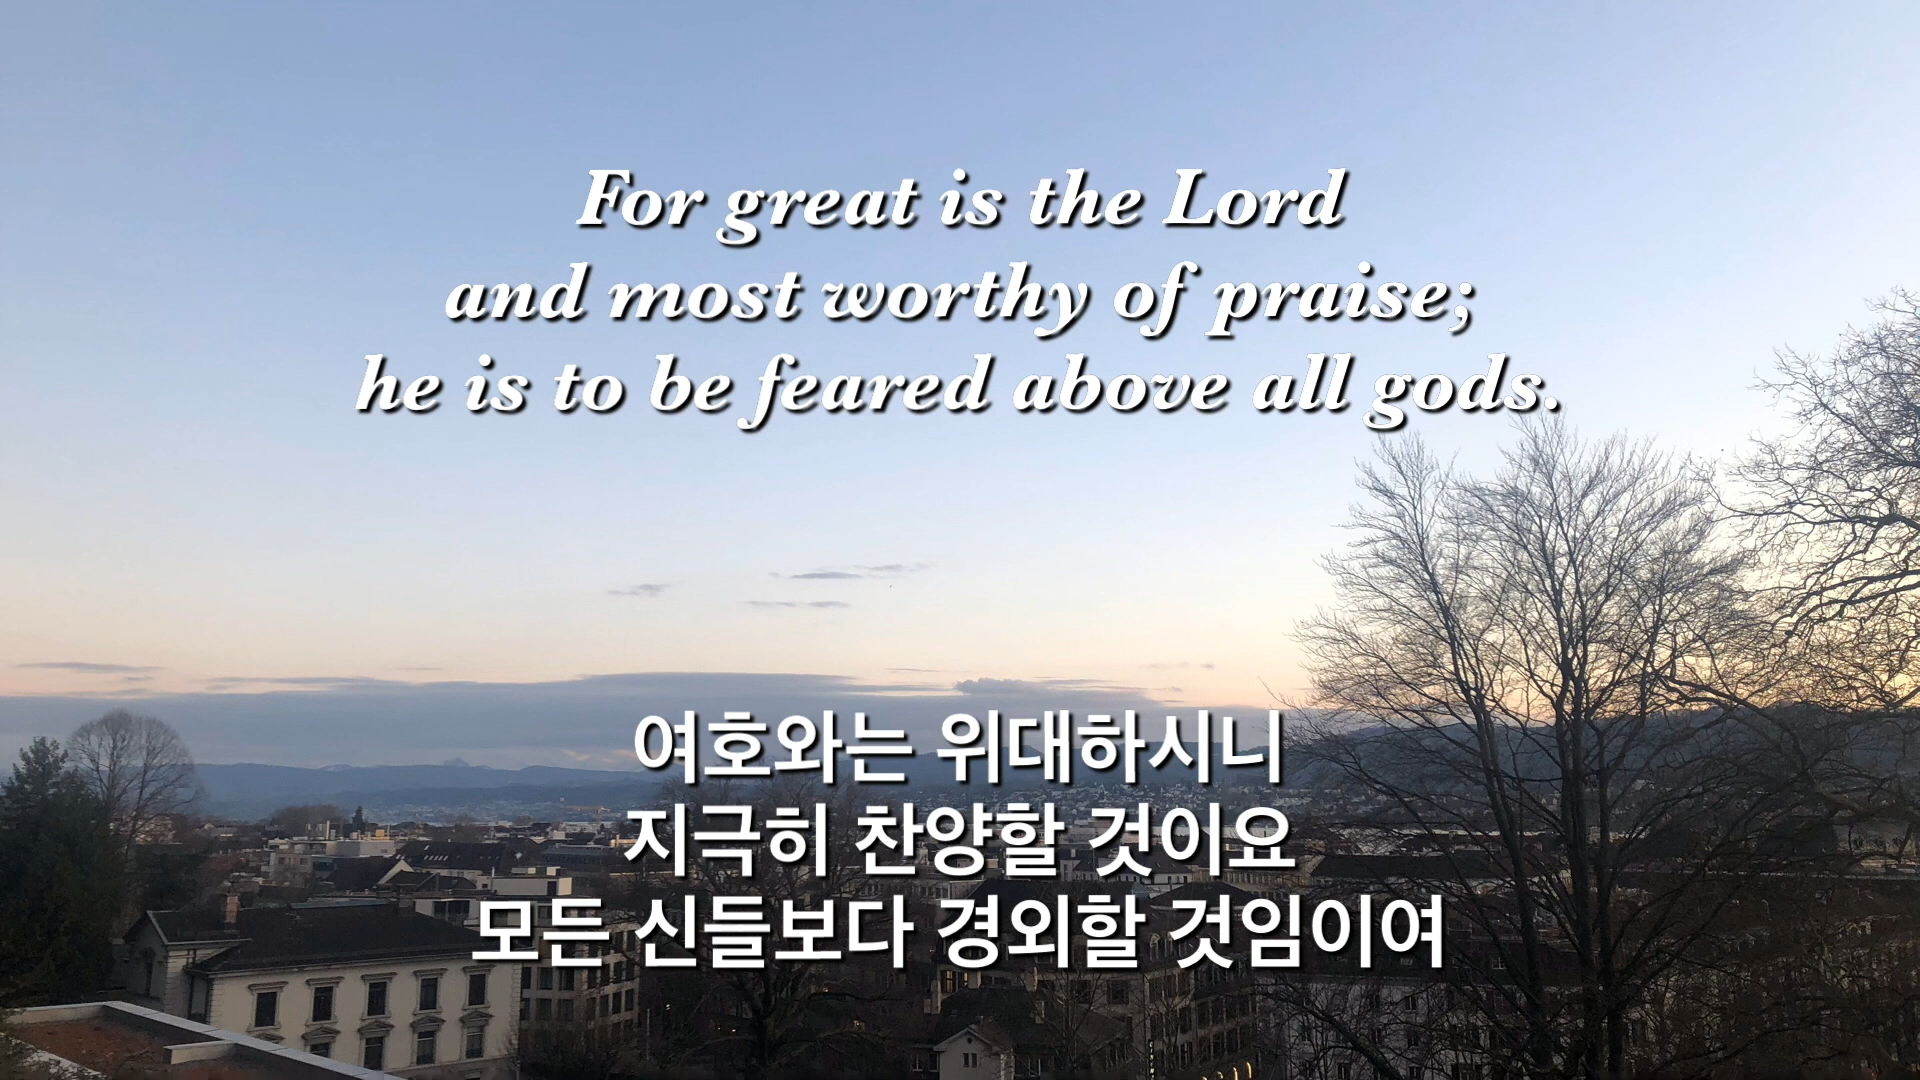 For great is the Lord
and most worthy of praise;
he is to be feared above all gods.
여호와는 위대하시니
지극히 찬양할 것이요
모든 신들보다 경외할 것임이여